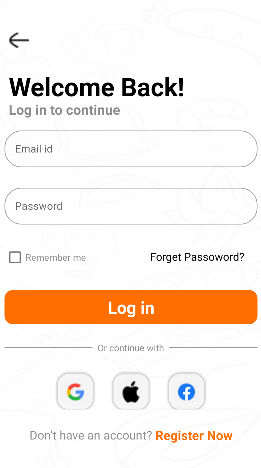 Welcome Back!
Log in to continue
Email id
Password
Remember me Forget Passoword?
Log in
Or continue with
Don't have an account? Register Now